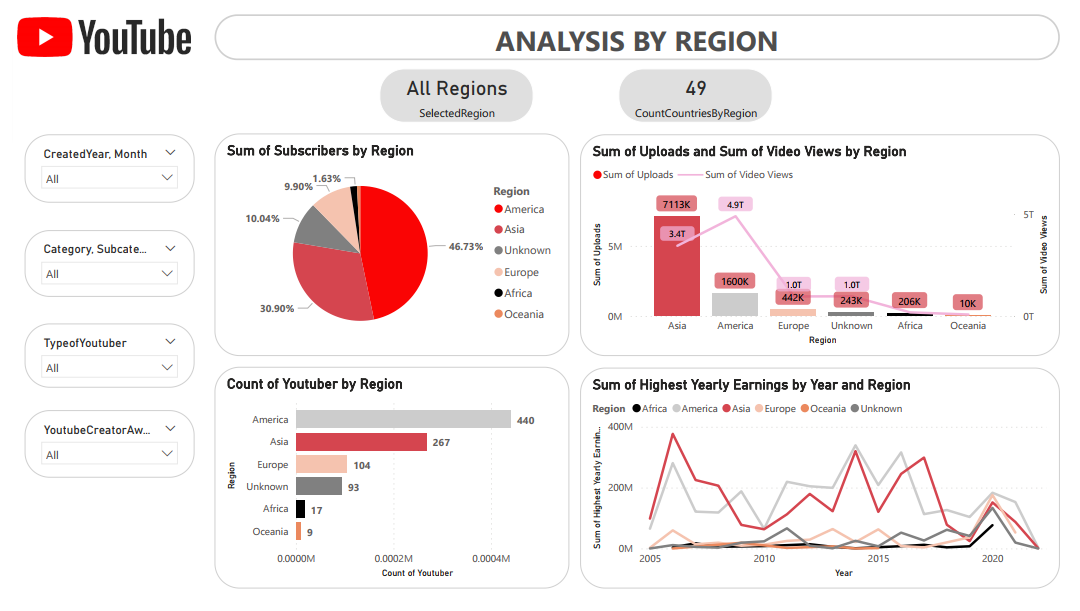 YouTube
ANALYSIS BY REGION
All Regions
SelectedRegion
49
CountCountriesByRegion
CreatedYear, Month
All
Category, Subcate...
All
TypeofYoutuber
All
YoutubeCreatorAw...
All
Sum of Subscribers by Region
1.63%
9.90%
10.04%
46.73%
30.90%
Region
America
Asia
Unknown
Europe
Africa
Oceania
Sum of Uploads and Sum of Video Views by Region
Sum of Uploads
Sum of Video Views
Sum of Uploads
5M
0M
7113K
4.9T
3.4T
1600K
1.0T
1.0T
442K
243K
206K
10K
5T
0T
Sum of Video Views
Asia
America
Europe
Unknown
Africa
Oceania
Region
Count of Youtuber by Region
Region
America 440
Asia 267
Europe 104
Unknown 93
Africa 17
Oceania 9
0.0000M 0.0002M 0.0004M
Count of Youtuber
Sum of Highest Yearly Earnings by Year and Region
Region Africa America Asia Europe Oceania Unknown
Sum of Highest Yearly Earnin...
400M
200M
0M
2005 2010 2015 2020
Year